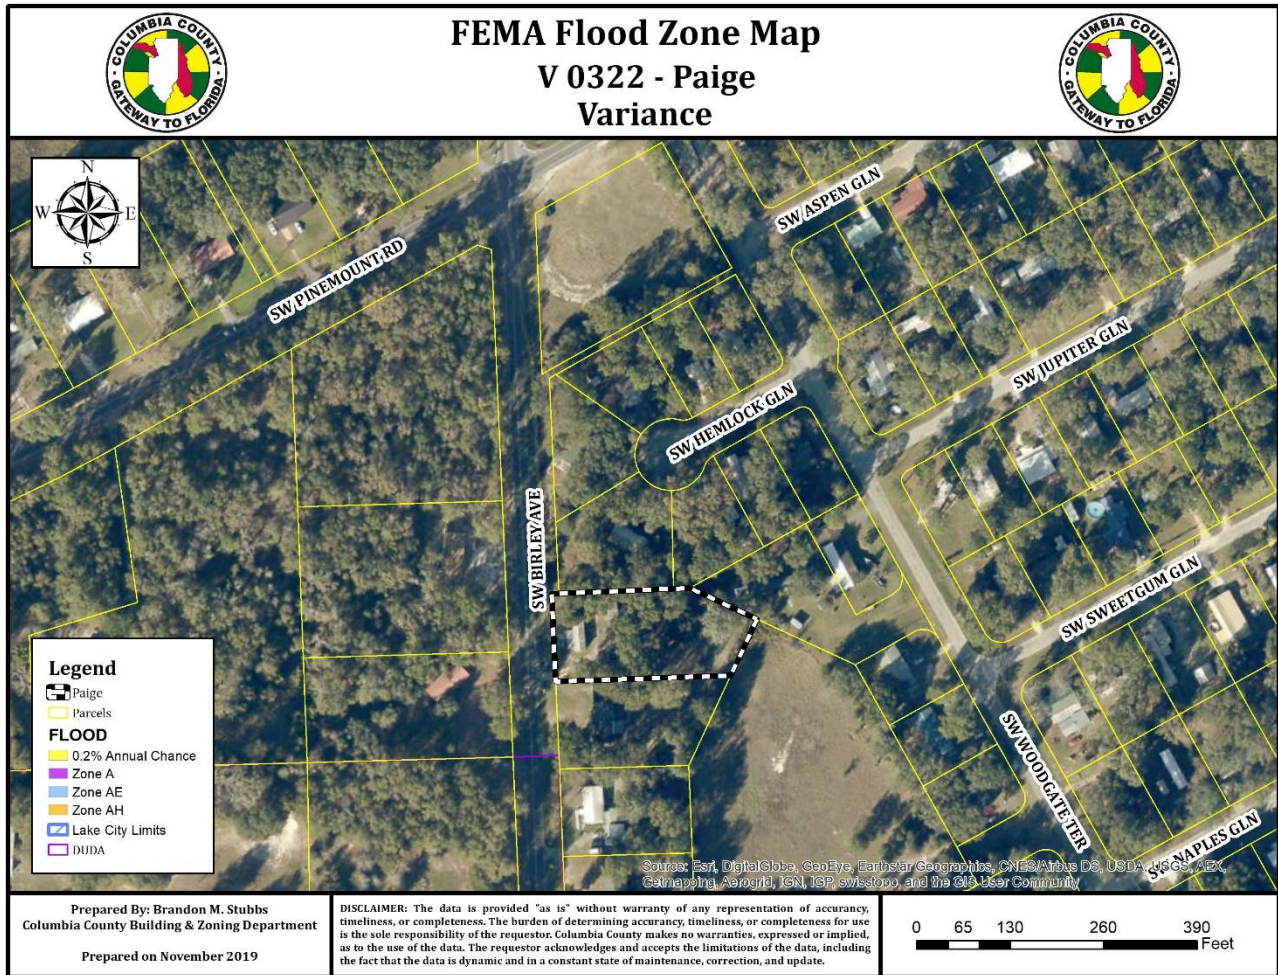 FEMA Flood Zone Map
V 0322 - Paige
Variance
COLUMBIA COUNTY
GATEWAY TO FLORIDA
COLUMBIA COUNTY
GATEWAY TO FLORIDA
N
W E
S
SW PINEMOUNT RD
SW ASPEN GLN
SW JUPITER GLN
SW HEMLOCK GLN
SW BIRLEY AVE
SW SWEETGUM GLN
SW WOODGATE TER
SW NAPLES GLN
Legend
Paige
Parcels
FLOOD
0.2% Annual Chance
Zone A
Zone AE
Zone AH
Lake City Limits
DUDA
Source: Esri, DigitalGlobe, GeoEye, Earthstar Geographics, CNES/Airbus DS, USDA, USGS, AEX,
Getmapping, Aerogrid, IGN, IGP, swisstopo, and the GIS User Community
Prepared By: Brandon M. Stubbs
Columbia County Building & Zoning Department
Prepared on November 2019
DISCLAIMER: The data is provided "as is" without warranty of any representation of accuracy,
timeliness, or completeness. The burden of determining accuracy, timeliness, or completeness for use
is the sole responsibility of the requestor. Columbia County makes no warranties, expressed or implied,
as to the use of the data. The requestor acknowledges and accepts the limitations of the data, including
the fact that the data is dynamic and in a constant state of maintenance, correction, and update.
0 65 130 260 390
Feet